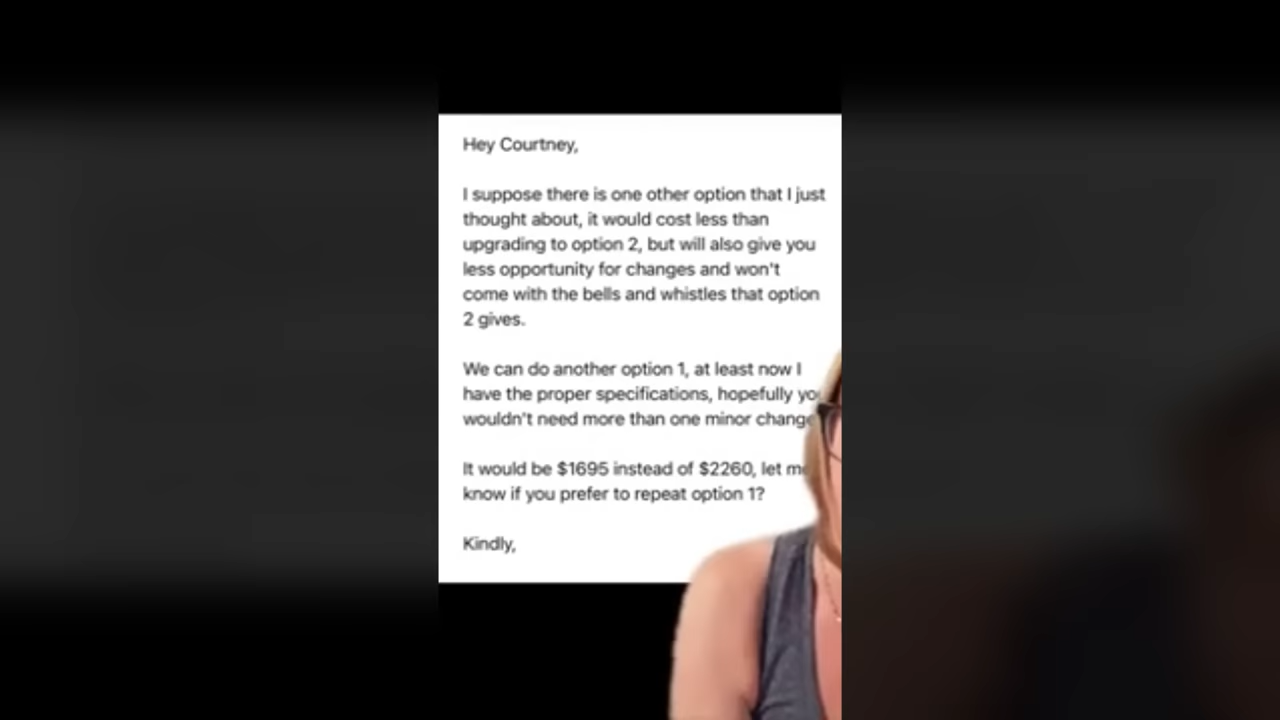 Hey Courtney,
I suppose there is one other option that I just
thought about, it would cost less than
upgrading to option 2, but will also give you
less opportunity for changes and won't
come with the bells and whistles that option
2 gives.
We can do another option 1, at least now I
have the proper specifications, hopefully you
wouldn't need more than one minor change
It would be $1695 instead of $2260, let me
know if you prefer to repeat option 1?
Kindly,